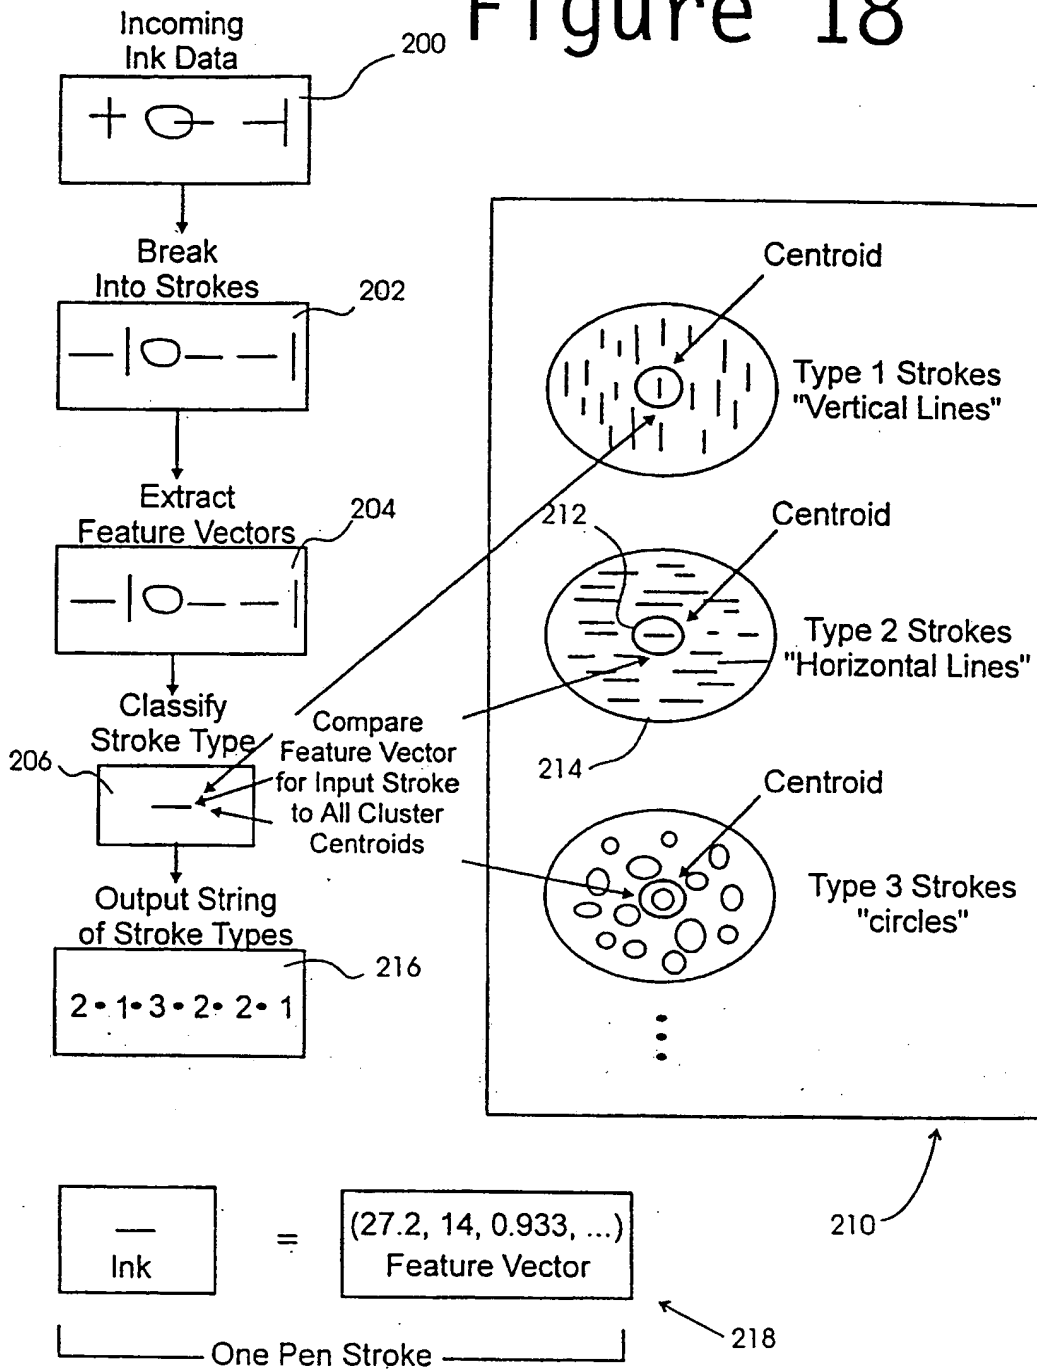 Figure 18
Incoming
Ink Data
200
Break
Into Strokes
202
Extract
Feature Vectors
204
Classify
Stroke Type
206
Compare
Feature Vector
for Input Stroke
to All Cluster
Centroids
Output String
of Stroke Types
216
2 • 1 • 3 • 2 • 2 • 1
Centroid
Type 1 Strokes
"Vertical Lines"
212
Centroid
Type 2 Strokes
"Horizontal Lines"
214
Centroid
Type 3 Strokes
"circles"
210
Ink
=
(27.2, 14, 0.933, ...)
Feature Vector
218
One Pen Stroke